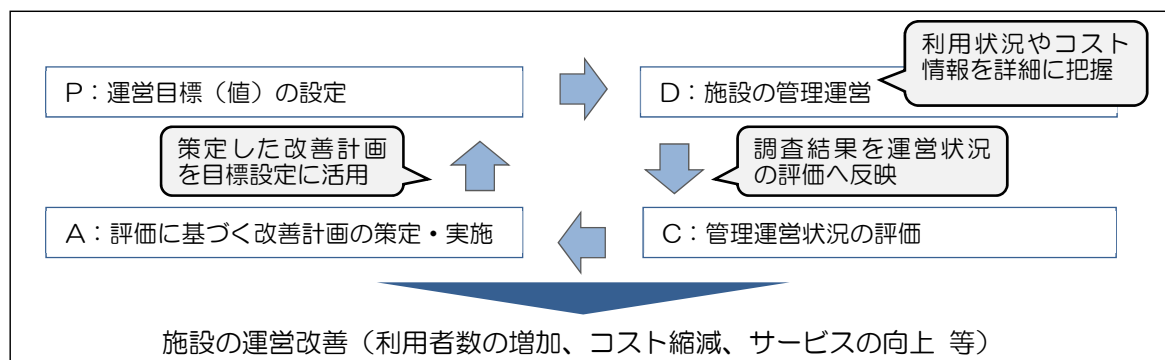 利用状況やコスト
情報を詳細に把握
P:運営目標(値)の設定
D:施設の管理運営
策定した改善計画
を目標設定に活用
調査結果を運営状況
の評価へ反映
A:評価に基づく改善計画の策定・実施
C:管理運営状況の評価
施設の運営改善(利用者数の増加、コスト縮減、サービスの向上 等)